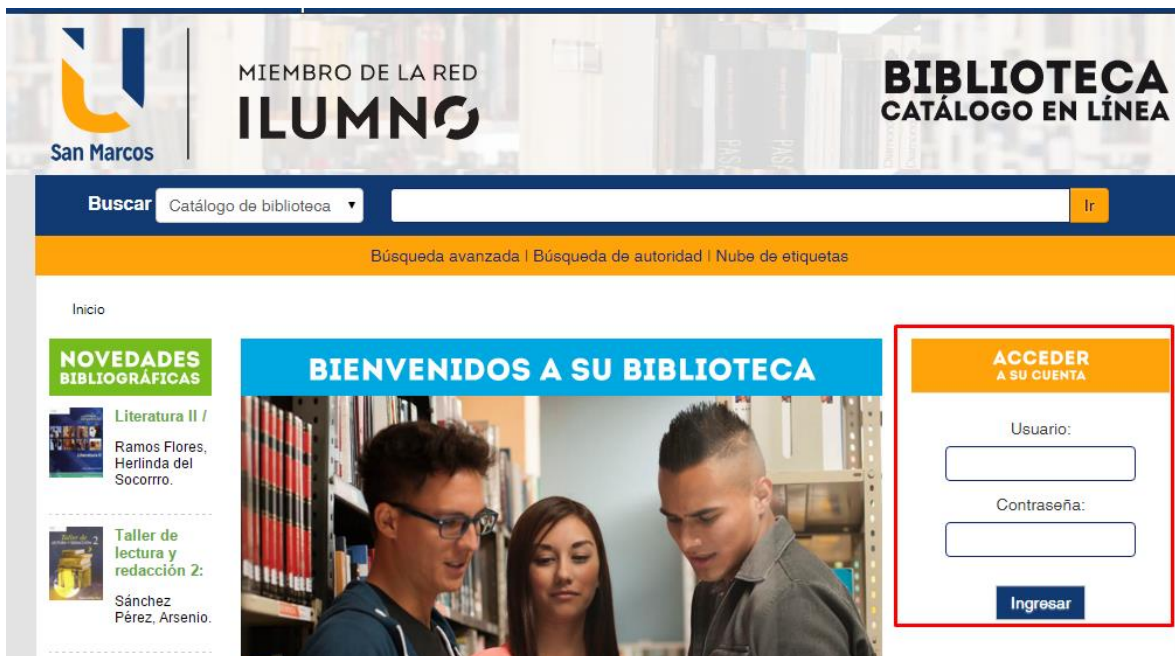 San Marcos
MIEMBRO DE LA RED
ILUMNO
BIBLIOTECA
CATÁLOGO EN LÍNEA
Buscar Catálogo de biblioteca Ir
Búsqueda avanzada | Búsqueda de autoridad | Nube de etiquetas
Inicio
NOVEDADES
BIBLIOGRÁFICAS
Literatura II /
Ramos Flores,
Herlinda del
Socorrro.
Taller de
lectura y
redacción 2:
Sánchez
Pérez, Arsenio.
BIENVENIDOS A SU BIBLIOTECA
ACCEDER
A SU CUENTA
Usuario:
Contraseña:
Ingresar